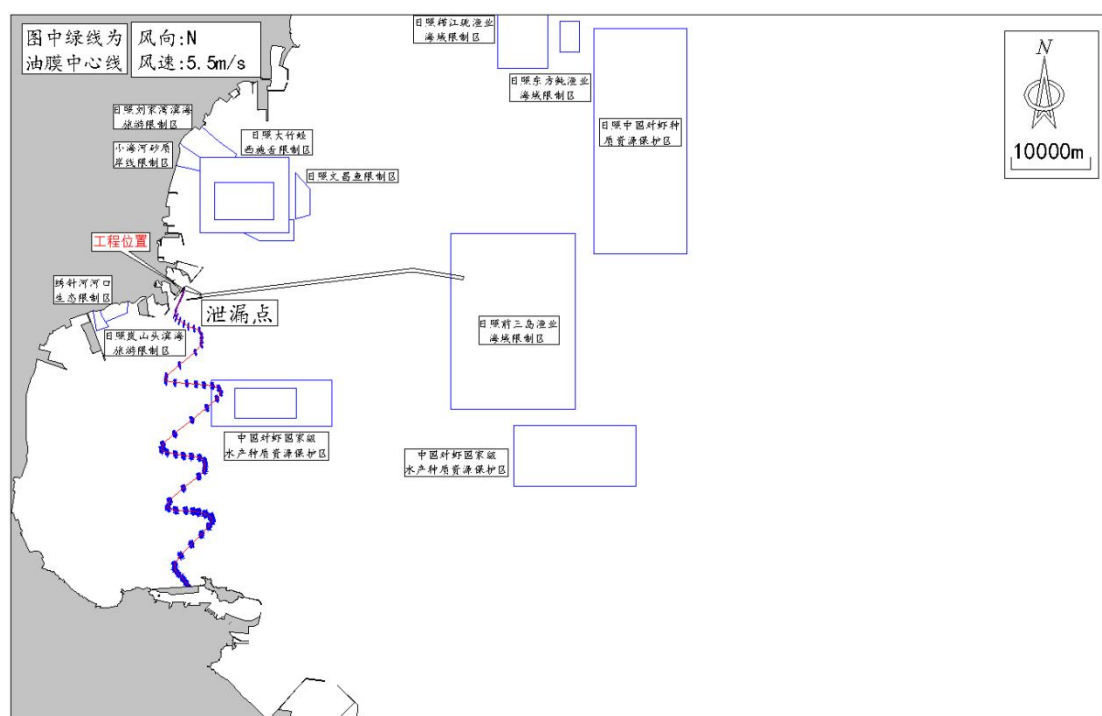 图中绿线为
油膜中心线
风向:N
风速:5.5m/s
日照绣江珧渔业
海域限制区
N
10000m
日照东方鲀渔业
海域限制区
日照刘家湾滨海
旅游限制区
日照大竹蛏
西施舌限制区
日照中国对虾种
质资源保护区
小海河砂质
岸线限制区
日照文昌鱼限制区
工程位置
绣针河河口
生态限制区
泄漏点
日照岚山头滨海
旅游限制区
日照前三岛渔业
海域限制区
中国对虾国家级
水产种质资源保护区
中国对虾国家级
水产种质资源保护区